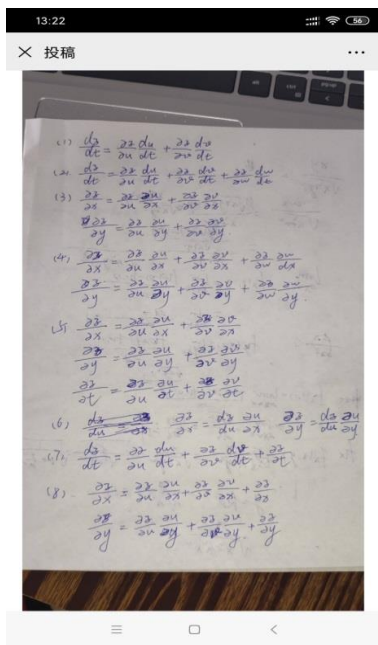 13:22
56
× 投稿 ...
(1) dz/dt = ∂z/∂u du/dt + ∂z/∂v dv/dt
(2) dz/dt = ∂z/∂u du/dt + ∂z/∂v dv/dt + ∂z/∂w dw/dt
(3) ∂z/∂x = ∂z/∂u ∂u/∂x + ∂z/∂v ∂v/∂x
∂z/∂y = ∂z/∂u ∂u/∂y + ∂z/∂v ∂v/∂y
(4) ∂z/∂x = ∂z/∂u ∂u/∂x + ∂z/∂v ∂v/∂x + ∂z/∂w ∂w/dx
∂z/∂y = ∂z/∂u ∂u/∂y + ∂z/∂v ∂v/∂y + ∂z/∂w ∂w/∂y
(5) ∂z/∂x = ∂z/∂u ∂u/∂x + ∂z/∂v ∂v/∂x
∂z/∂y = ∂z/∂u ∂u/∂y + ∂z/∂v ∂v/∂y
∂z/∂t = ∂z/∂u ∂u/∂t + ∂z/∂v ∂v/∂t
(6) ∂z/∂x = dz/du ∂u/∂x ∂z/∂y = dz/du ∂u/∂y
(7) dz/dt = ∂z/∂u du/dt + ∂z/∂v dv/dt + ∂z/∂t
(8) ∂z/∂x = ∂z/∂u ∂u/∂x + ∂z/∂v ∂v/∂x + ∂z/∂x
∂z/∂y = ∂z/∂u ∂u/∂y + ∂z/∂v ∂v/∂y + ∂z/∂y